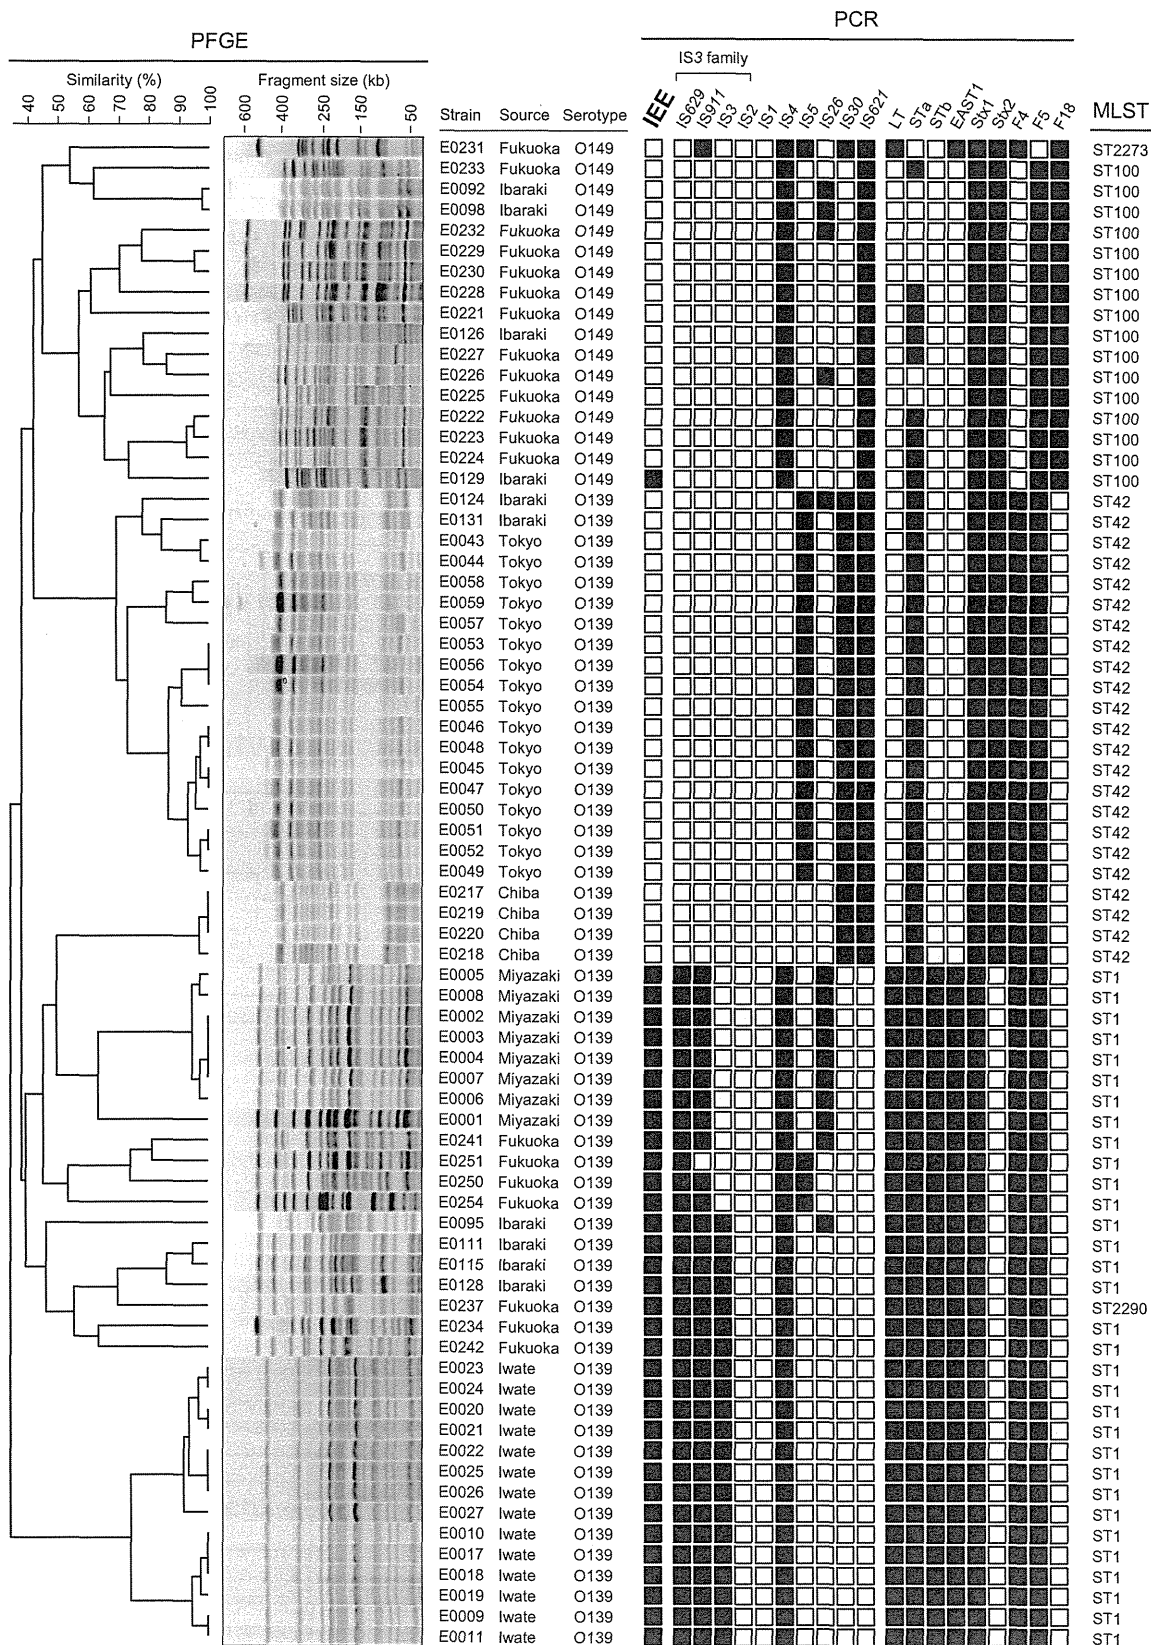 PCR
PFGE
IS3 family
Similarity (%)
Fragment size (kb)
40 50 60 70 80 90 100
600 400 250 150 50
Strain Source Serotype
IEE IS629 IS911 IS3 IS2 IS1 IS4 IS5 IS26 IS30 IS621 LT STa STb EAST1 Stx1 Stx2 F4 F5 F18
MLST
E0231 Fukuoka O149 ST2273
E0233 Fukuoka O149 ST100
E0092 Ibaraki O149 ST100
E0098 Ibaraki O149 ST100
E0232 Fukuoka O149 ST100
E0229 Fukuoka O149 ST100
E0230 Fukuoka O149 ST100
E0228 Fukuoka O149 ST100
E0221 Fukuoka O149 ST100
E0126 Ibaraki O149 ST100
E0227 Fukuoka O149 ST100
E0226 Fukuoka O149 ST100
E0225 Fukuoka O149 ST100
E0222 Fukuoka O149 ST100
E0223 Fukuoka O149 ST100
E0224 Fukuoka O149 ST100
E0129 Ibaraki O149 ST100
E0124 Ibaraki O139 ST42
E0131 Ibaraki O139 ST42
E0043 Tokyo O139 ST42
E0044 Tokyo O139 ST42
E0058 Tokyo O139 ST42
E0059 Tokyo O139 ST42
E0057 Tokyo O139 ST42
E0053 Tokyo O139 ST42
E0056 Tokyo O139 ST42
E0054 Tokyo O139 ST42
E0055 Tokyo O139 ST42
E0046 Tokyo O139 ST42
E0048 Tokyo O139 ST42
E0045 Tokyo O139 ST42
E0047 Tokyo O139 ST42
E0050 Tokyo O139 ST42
E0051 Tokyo O139 ST42
E0052 Tokyo O139 ST42
E0049 Tokyo O139 ST42
E0217 Chiba O139 ST42
E0219 Chiba O139 ST42
E0220 Chiba O139 ST42
E0218 Chiba O139 ST42
E0005 Miyazaki O139 ST1
E0008 Miyazaki O139 ST1
E0002 Miyazaki O139 ST1
E0003 Miyazaki O139 ST1
E0004 Miyazaki O139 ST1
E0007 Miyazaki O139 ST1
E0006 Miyazaki O139 ST1
E0001 Miyazaki O139 ST1
E0241 Fukuoka O139 ST1
E0251 Fukuoka O139 ST1
E0250 Fukuoka O139 ST1
E0254 Fukuoka O139 ST1
E0095 Ibaraki O139 ST1
E0111 Ibaraki O139 ST1
E0115 Ibaraki O139 ST1
E0128 Ibaraki O139 ST1
E0237 Fukuoka O139 ST2290
E0234 Fukuoka O139 ST1
E0242 Fukuoka O139 ST1
E0023 Iwate O139 ST1
E0024 Iwate O139 ST1
E0020 Iwate O139 ST1
E0021 Iwate O139 ST1
E0022 Iwate O139 ST1
E0025 Iwate O139 ST1
E0026 Iwate O139 ST1
E0027 Iwate O139 ST1
E0010 Iwate O139 ST1
E0017 Iwate O139 ST1
E0018 Iwate O139 ST1
E0019 Iwate O139 ST1
E0009 Iwate O139 ST1
E0011 Iwate O139 ST1